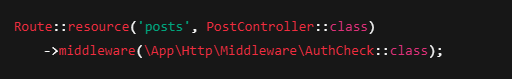 Route::resource('posts', PostController::class)
    ->middleware(\App\Http\Middleware\AuthCheck::class);